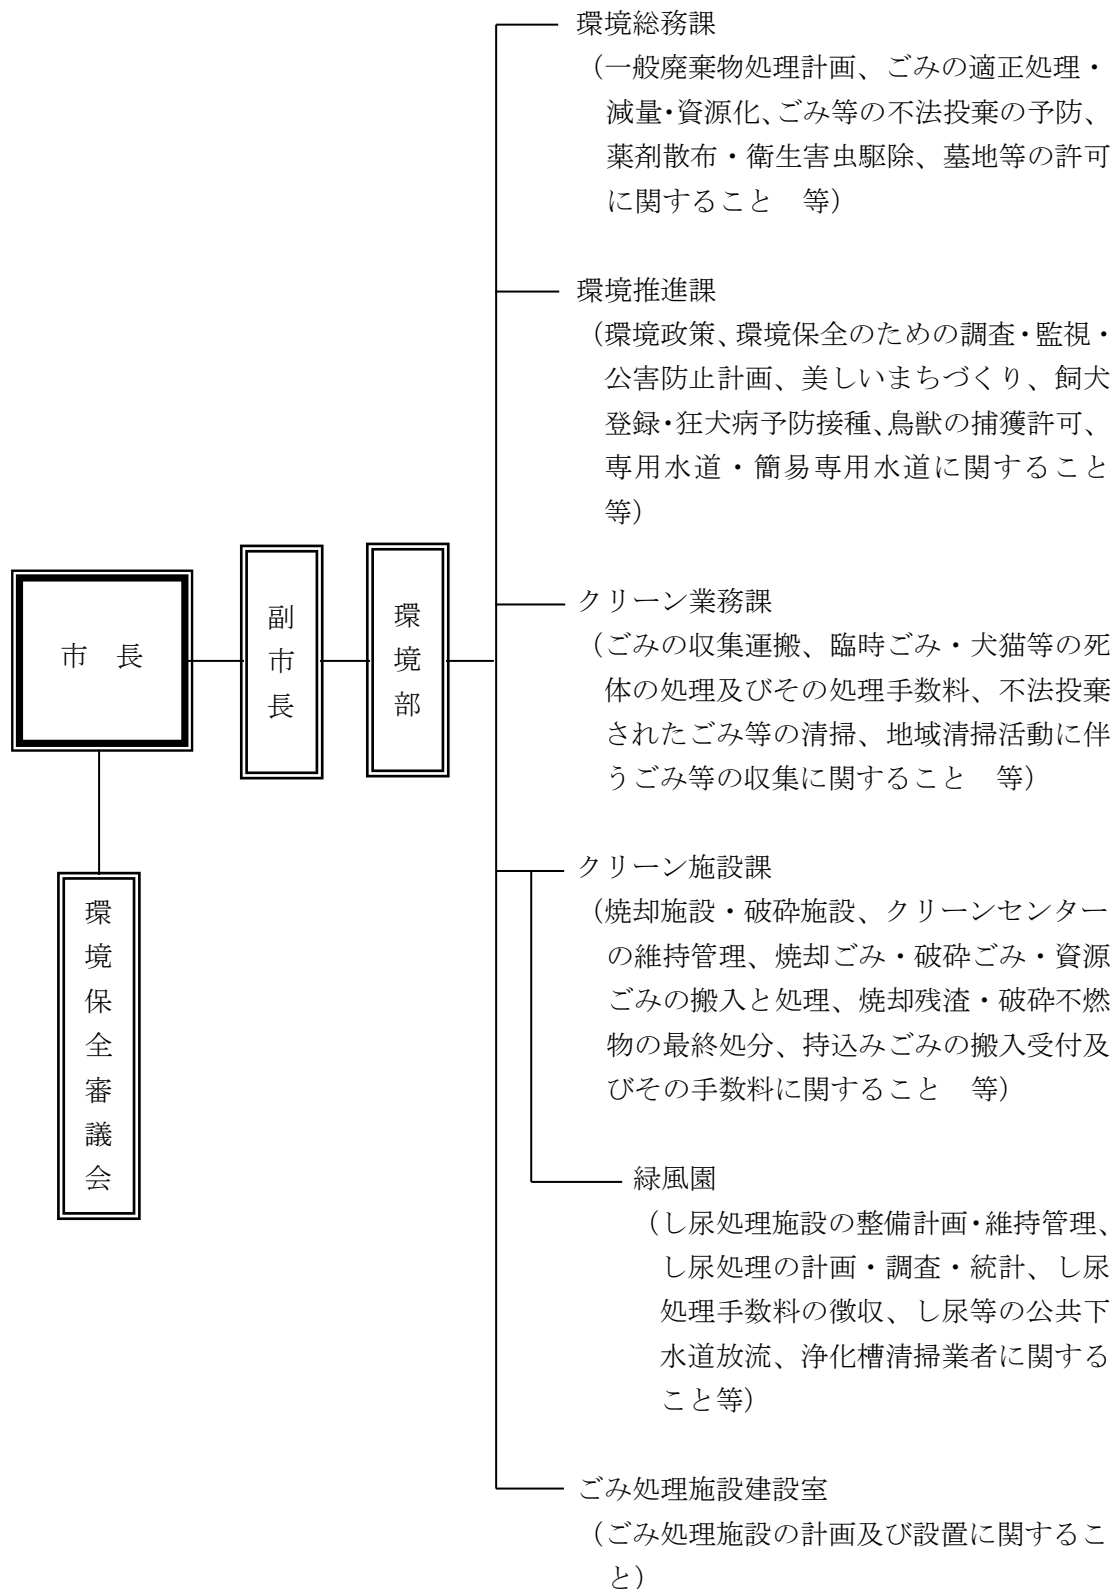 環境総務課
（一般廃棄物処理計画、ごみの適正処理・
減量・資源化、ごみ等の不法投棄の予防、
薬剤散布・衛生害虫駆除、墓地等の許可
に関すること　等）
環境推進課
（環境政策、環境保全のための調査・監視・
公害防止計画、美しいまちづくり、飼犬
登録・狂犬病予防接種、鳥獣の捕獲許可、
専用水道・簡易専用水道に関すること
等）
市　長
副市長
環境部
クリーン業務課
（ごみの収集運搬、臨時ごみ・犬猫等の死
体の処理及びその処理手数料、不法投棄
されたごみ等の清掃、地域清掃活動に伴
うごみ等の収集に関すること　等）
環境保全審議会
クリーン施設課
（焼却施設・破砕施設、クリーンセンター
の維持管理、焼却ごみ・破砕ごみ・資源
ごみの搬入と処理、焼却残渣・破砕不燃
物の最終処分、持込みごみの搬入受付及
びその手数料に関すること　等）
緑風園
（し尿処理施設の整備計画・維持管理、
し尿処理の計画・調査・統計、し尿
処理手数料の徴収、し尿等の公共下
水道放流、浄化槽清掃業者に関する
こと等）
ごみ処理施設建設室
（ごみ処理施設の計画及び設置に関するこ
と）